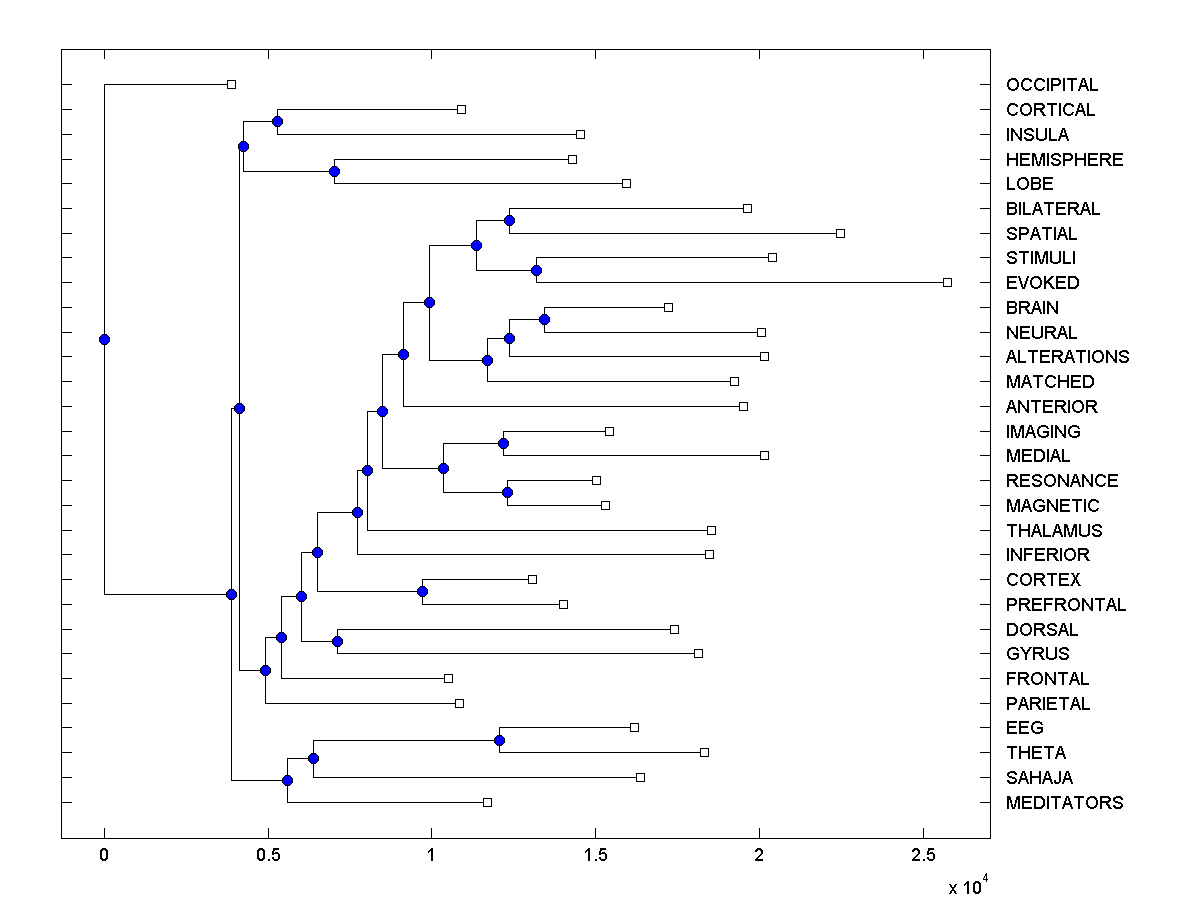 OCCIPITAL
CORTICAL
INSULA
HEMISPHERE
LOBE
BILATERAL
SPATIAL
STIMULI
EVOKED
BRAIN
NEURAL
ALTERATIONS
MATCHED
ANTERIOR
IMAGING
MEDIAL
RESONANCE
MAGNETIC
THALAMUS
INFERIOR
CORTEX
PREFRONTAL
DORSAL
GYRUS
FRONTAL
PARIETAL
EEG
THETA
SAHAJA
MEDITATORS
0 0.5 1 1.5 2 2.5
x 10^4